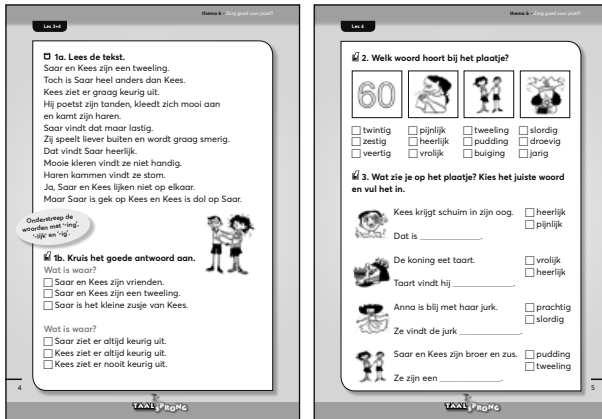 thema 6 - Zorg goed voor jezelf!
Les 3+4
1a. Lees de tekst.
Saar en Kees zijn een tweeling.
Toch is Saar heel anders dan Kees.
Kees ziet er graag keurig uit.
Hij poetst zijn tanden, kleedt zich mooi aan
en kamt zijn haren.
Saar vindt dat maar lastig.
Zij speelt liever buiten en wordt graag smerig.
Dat vindt Saar heerlijk.
Mooie kleren vindt ze niet handig.
Haren kammen vindt ze stom.
Ja, Saar en Kees lijken niet op elkaar.
Maar Saar is gek op Kees en Kees is dol op Saar.
Onderstreep de
woorden met '-ing',
'-lijk' en '-ig'.
1b. Kruis het goede antwoord aan.
Wat is waar?
Saar en Kees zijn vrienden.
Saar en Kees zijn een tweeling.
Saar is het kleine zusje van Kees.
Wat is waar?
Saar ziet er altijd keurig uit.
Kees ziet er altijd keurig uit.
Kees ziet er nooit keurig uit.
4
TAALSPRONG
thema 6 - Zorg goed voor jezelf!
Les 4
2. Welk woord hoort bij het plaatje?
60
twintig pijnlijk tweeling slordig
zestig heerlijk pudding droevig
veertig vrolijk buiging jarig
3. Wat zie je op het plaatje? Kies het juiste woord
en vul het in.
Kees krijgt schuim in zijn oog. heerlijk
pijnlijk
Dat is ____________.
De koning eet taart. vrolijk
heerlijk
Taart vindt hij ____________.
Anna is blij met haar jurk. prachtig
slordig
Ze vindt de jurk ____________.
Saar en Kees zijn broer en zus. pudding
tweeling
Ze zijn een ____________.
5
TAALSPRONG